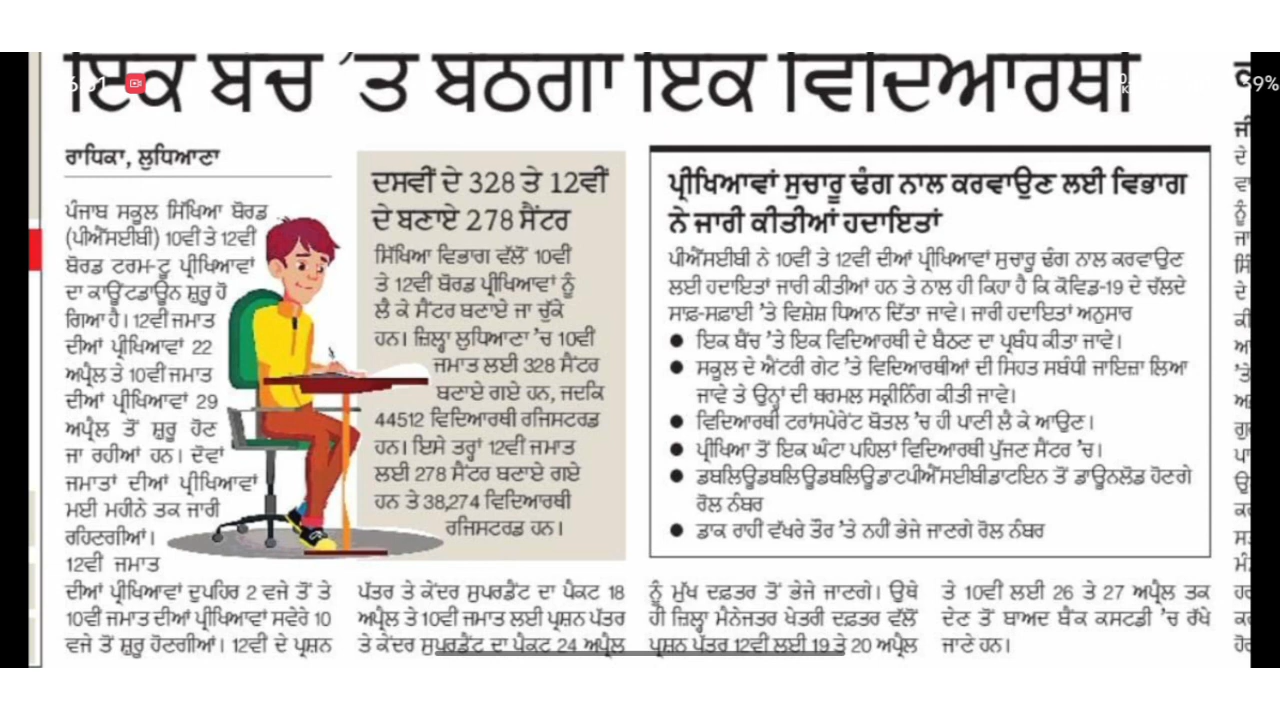 ਇਕ ਬੈਂਚ ’ਤੇ ਬੈਠੇਗਾ ਇਕ ਵਿਦਿਆਰਥੀ
ਰਾਧਿਕਾ, ਲੁਧਿਆਣਾ
ਪੰਜਾਬ ਸਕੂਲ ਸਿੱਖਿਆ ਬੋਰਡ
(ਪੀਐੱਸਈਬੀ) 10ਵੀਂ ਤੇ 12ਵੀਂ
ਬੋਰਡ ਟਰਮ-ਟੂ ਪ੍ਰੀਖਿਆਵਾਂ
ਦਾ ਕਾਊਂਟਡਾਊਨ ਸ਼ੁਰੂ ਹੋ
ਗਿਆ ਹੈ। 12ਵੀਂ ਜਮਾਤ
ਦੀਆਂ ਪ੍ਰੀਖਿਆਵਾਂ 22
ਅਪ੍ਰੈਲ ਤੇ 10ਵੀਂ ਜਮਾਤ
ਦੀਆਂ ਪ੍ਰੀਖਿਆਵਾਂ 29
ਅਪ੍ਰੈਲ ਤੋਂ ਸ਼ੁਰੂ ਹੋਣ
ਜਾ ਰਹੀਆਂ ਹਨ। ਦੋਵਾਂ
ਜਮਾਤਾਂ ਦੀਆਂ ਪ੍ਰੀਖਿਆਵਾਂ
ਮਈ ਮਹੀਨੇ ਤਕ ਜਾਰੀ
ਰਹਿਣਗੀਆਂ।
12ਵੀਂ ਜਮਾਤ
ਦੀਆਂ ਪ੍ਰੀਖਿਆਵਾਂ ਦੁਪਹਿਰ 2 ਵਜੇ ਤੋਂ ਤੇ
10ਵੀਂ ਜਮਾਤ ਦੀਆਂ ਪ੍ਰੀਖਿਆਵਾਂ ਸਵੇਰੇ 10
ਵਜੇ ਤੋਂ ਸ਼ੁਰੂ ਹੋਣਗੀਆਂ। 12ਵੀਂ ਦੇ ਪ੍ਰਸ਼ਨ
ਦਸਵੀਂ ਦੇ 328 ਤੇ 12ਵੀਂ
ਦੇ ਬਣਾਏ 278 ਸੈਂਟਰ
ਸਿੱਖਿਆ ਵਿਭਾਗ ਵੱਲੋਂ 10ਵੀਂ
ਤੇ 12ਵੀਂ ਬੋਰਡ ਪ੍ਰੀਖਿਆਵਾਂ ਨੂੰ
ਲੈ ਕੇ ਸੈਂਟਰ ਬਣਾਏ ਜਾ ਚੁੱਕੇ
ਹਨ। ਜ਼ਿਲ੍ਹਾ ਲੁਧਿਆਣਾ ’ਚ 10ਵੀਂ
ਜਮਾਤ ਲਈ 328 ਸੈਂਟਰ
ਬਣਾਏ ਗਏ ਹਨ, ਜਦਕਿ
44512 ਵਿਦਿਆਰਥੀ ਰਜਿਸਟਰਡ
ਹਨ। ਇਸੇ ਤਰ੍ਹਾਂ 12ਵੀਂ ਜਮਾਤ
ਲਈ 278 ਸੈਂਟਰ ਬਣਾਏ ਗਏ
ਹਨ ਤੇ 38,274 ਵਿਦਿਆਰਥੀ
ਰਜਿਸਟਰਡ ਹਨ।
ਪੱਤਰ ਤੇ ਕੇਂਦਰ ਸੁਪਰਡੈਂਟ ਦਾ ਪੈਕਟ 18
ਅਪ੍ਰੈਲ ਤੇ 10ਵੀਂ ਜਮਾਤ ਲਈ ਪ੍ਰਸ਼ਨ ਪੱਤਰ
ਤੇ ਕੇਂਦਰ ਸੁਪਰਡੈਂਟ ਦਾ ਪੈਕਟ 24 ਅਪ੍ਰੈਲ
ਪ੍ਰੀਖਿਆਵਾਂ ਸੁਚਾਰੂ ਢੰਗ ਨਾਲ ਕਰਵਾਉਣ ਲਈ ਵਿਭਾਗ
ਨੇ ਜਾਰੀ ਕੀਤੀਆਂ ਹਦਾਇਤਾਂ
ਪੀਐੱਸਈਬੀ ਨੇ 10ਵੀਂ ਤੇ 12ਵੀਂ ਦੀਆਂ ਪ੍ਰੀਖਿਆਵਾਂ ਸੁਚਾਰੂ ਢੰਗ ਨਾਲ ਕਰਵਾਉਣ
ਲਈ ਹਦਾਇਤਾਂ ਜਾਰੀ ਕੀਤੀਆਂ ਹਨ ਤੇ ਨਾਲ ਹੀ ਕਿਹਾ ਹੈ ਕਿ ਕੋਵਿਡ-19 ਦੇ ਚੱਲਦੇ
ਸਾਫ਼-ਸਫ਼ਾਈ ’ਤੇ ਵਿਸ਼ੇਸ਼ ਧਿਆਨ ਦਿੱਤਾ ਜਾਵੇ। ਜਾਰੀ ਹਦਾਇਤਾਂ ਅਨੁਸਾਰ
● ਇਕ ਬੈਂਚ ’ਤੇ ਇਕ ਵਿਦਿਆਰਥੀ ਦੇ ਬੈਠਣ ਦਾ ਪ੍ਰਬੰਧ ਕੀਤਾ ਜਾਵੇ।
● ਸਕੂਲ ਦੇ ਐਂਟਰੀ ਗੇਟ ’ਤੇ ਵਿਦਿਆਰਥੀਆਂ ਦੀ ਸਿਹਤ ਸਬੰਧੀ ਜਾਇਜ਼ਾ ਲਿਆ
ਜਾਵੇ ਤੇ ਉਨ੍ਹਾਂ ਦੀ ਥਰਮਲ ਸਕ੍ਰੀਨਿੰਗ ਕੀਤੀ ਜਾਵੇ।
● ਵਿਦਿਆਰਥੀ ਟਰਾਂਸਪੇਰੇਂਟ ਬੋਤਲ ’ਚ ਹੀ ਪਾਣੀ ਲੈ ਕੇ ਆਉਣ।
● ਪ੍ਰੀਖਿਆ ਤੋਂ ਇਕ ਘੰਟਾ ਪਹਿਲਾਂ ਵਿਦਿਆਰਥੀ ਪੁੱਜਣ ਸੈਂਟਰ ’ਚ।
● ਡਬਲਿਊਡਬਲਿਊਡਬਲਿਊਡਾਟਪੀਐੱਸਈਬੀਡਾਟਇਨ ਤੋਂ ਡਾਊਨਲੋਡ ਹੋਣਗੇ
ਰੋਲ ਨੰਬਰ
● ਡਾਕ ਰਾਹੀਂ ਵੱਖਰੇ ਤੌਰ ’ਤੇ ਨਹੀਂ ਭੇਜੇ ਜਾਣਗੇ ਰੋਲ ਨੰਬਰ
ਨੂੰ ਮੁੱਖ ਦਫ਼ਤਰ ਤੋਂ ਭੇਜੇ ਜਾਣਗੇ। ਉਥੇ
ਹੀ ਜ਼ਿਲ੍ਹਾ ਮੈਨੇਜਤਰ ਖੇਤਰੀ ਦਫ਼ਤਰ ਵੱਲੋਂ
ਪ੍ਰਸ਼ਨ ਪੱਤਰ 12ਵੀਂ ਲਈ 19 ਤੇ 20 ਅਪ੍ਰੈਲ
ਤੇ 10ਵੀਂ ਲਈ 26 ਤੇ 27 ਅਪ੍ਰੈਲ ਤਕ
ਦੇਣ ਤੋਂ ਬਾਅਦ ਬੈਂਕ ਕਸਟਡੀ ’ਚ ਰੱਖੇ
ਜਾਣੇ ਹਨ।